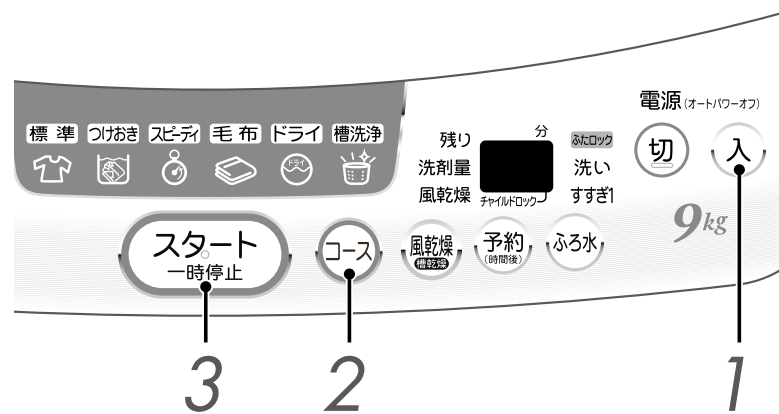 電源(オートパワーオフ)
切 入
標準 つけおき スピーディ 毛布 ドライ 槽洗浄
ドライ
残り 分 ふたロック
洗剤量 洗い
風乾燥 チャイルドロック すすぎ1
9kg
スタート
一時停止
コース
風乾燥
槽乾燥
予約
(時間後)
ふろ水
3 2 1